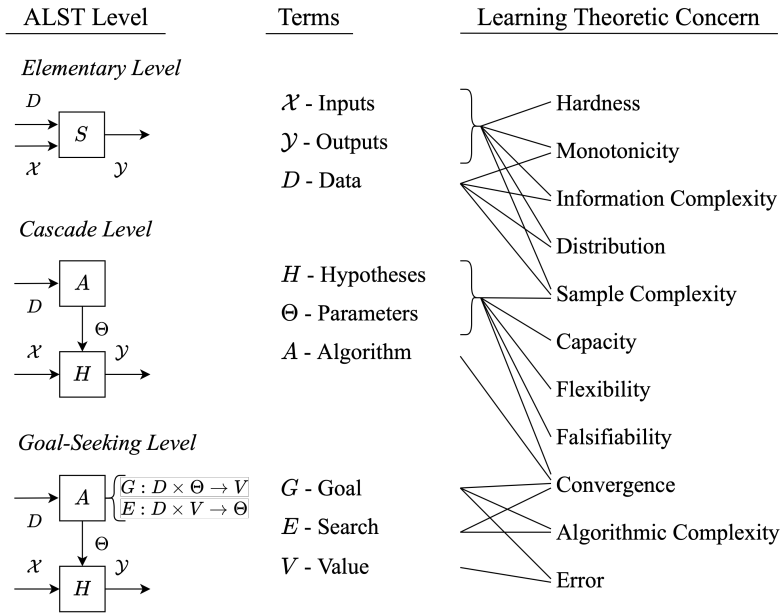 ALST Level
Terms
Learning Theoretic Concern
Elementary Level
D
S
𝒳
𝒴
𝒳 - Inputs
𝒴 - Outputs
D - Data
Hardness
Monotonicity
Information Complexity
Distribution
Sample Complexity
Cascade Level
A
D
Θ
𝒳
𝒴
H
H - Hypotheses
Θ - Parameters
A - Algorithm
Capacity
Flexibility
Falsifiability
Convergence
Goal-Seeking Level
A
G : D × Θ → V
E : D × V → Θ
D
Θ
𝒳
𝒴
H
G - Goal
E - Search
V - Value
Algorithmic Complexity
Error